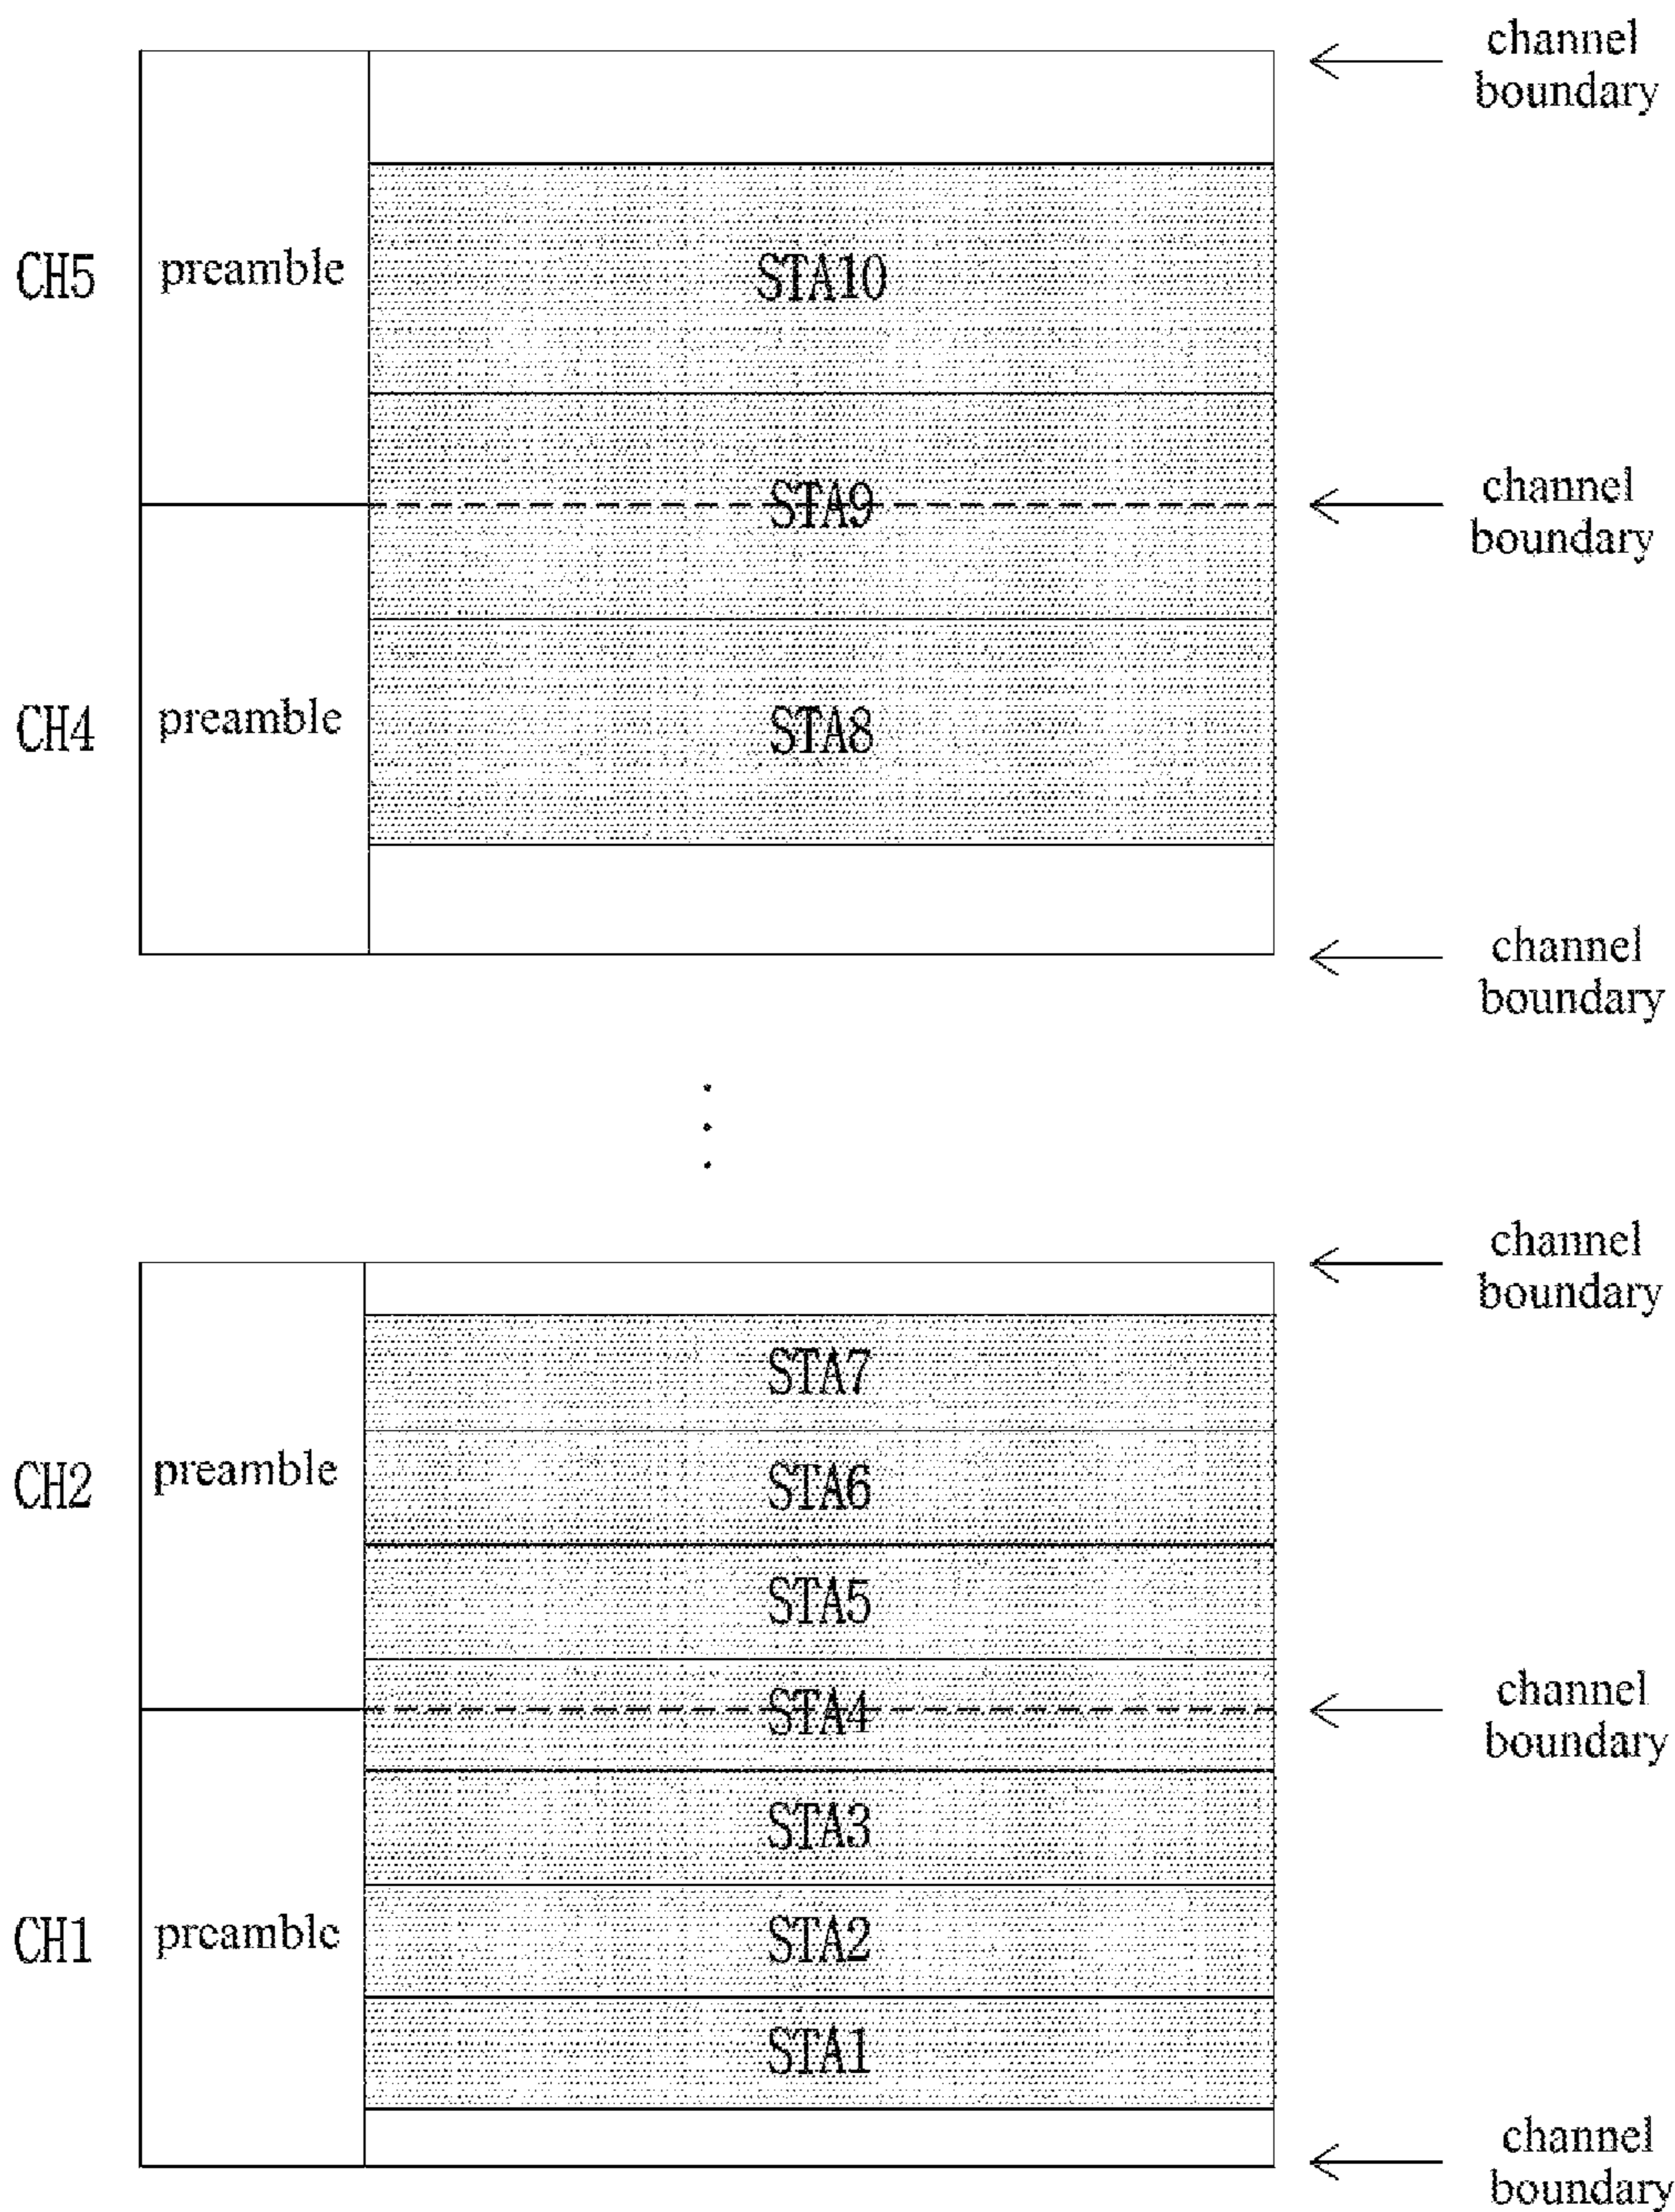 channel
boundary
CH5
preamble
STA10
STA9
channel
boundary
CH4
preamble
STA8
channel
boundary
channel
boundary
STA7
CH2
preamble
STA6
STA5
STA4
channel
boundary
STA3
CH1
preamble
STA2
STA1
channel
boundary